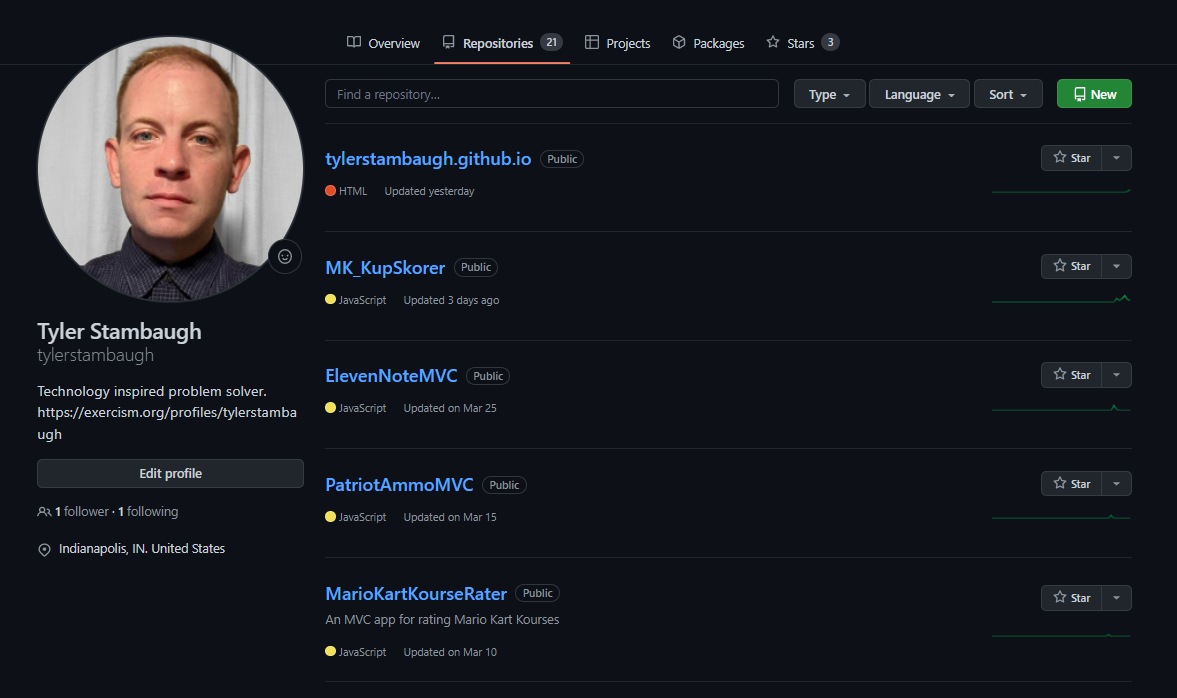 Overview Repositories 21 Projects Packages Stars 3
Find a repository... Type Language Sort New
tylerstambaugh.github.io Public Star
HTML Updated yesterday
MK_KupSkorer Public Star
JavaScript Updated 3 days ago
ElevenNoteMVC Public Star
JavaScript Updated on Mar 25
PatriotAmmoMVC Public Star
JavaScript Updated on Mar 15
MarioKartKourseRater Public Star
An MVC app for rating Mario Kart Kourses
JavaScript Updated on Mar 10
Tyler Stambaugh
tylerstambaugh
Technology inspired problem solver.
https://exercism.org/profiles/tylerstamba
ugh
Edit profile
1 follower · 1 following
Indianapolis, IN. United States